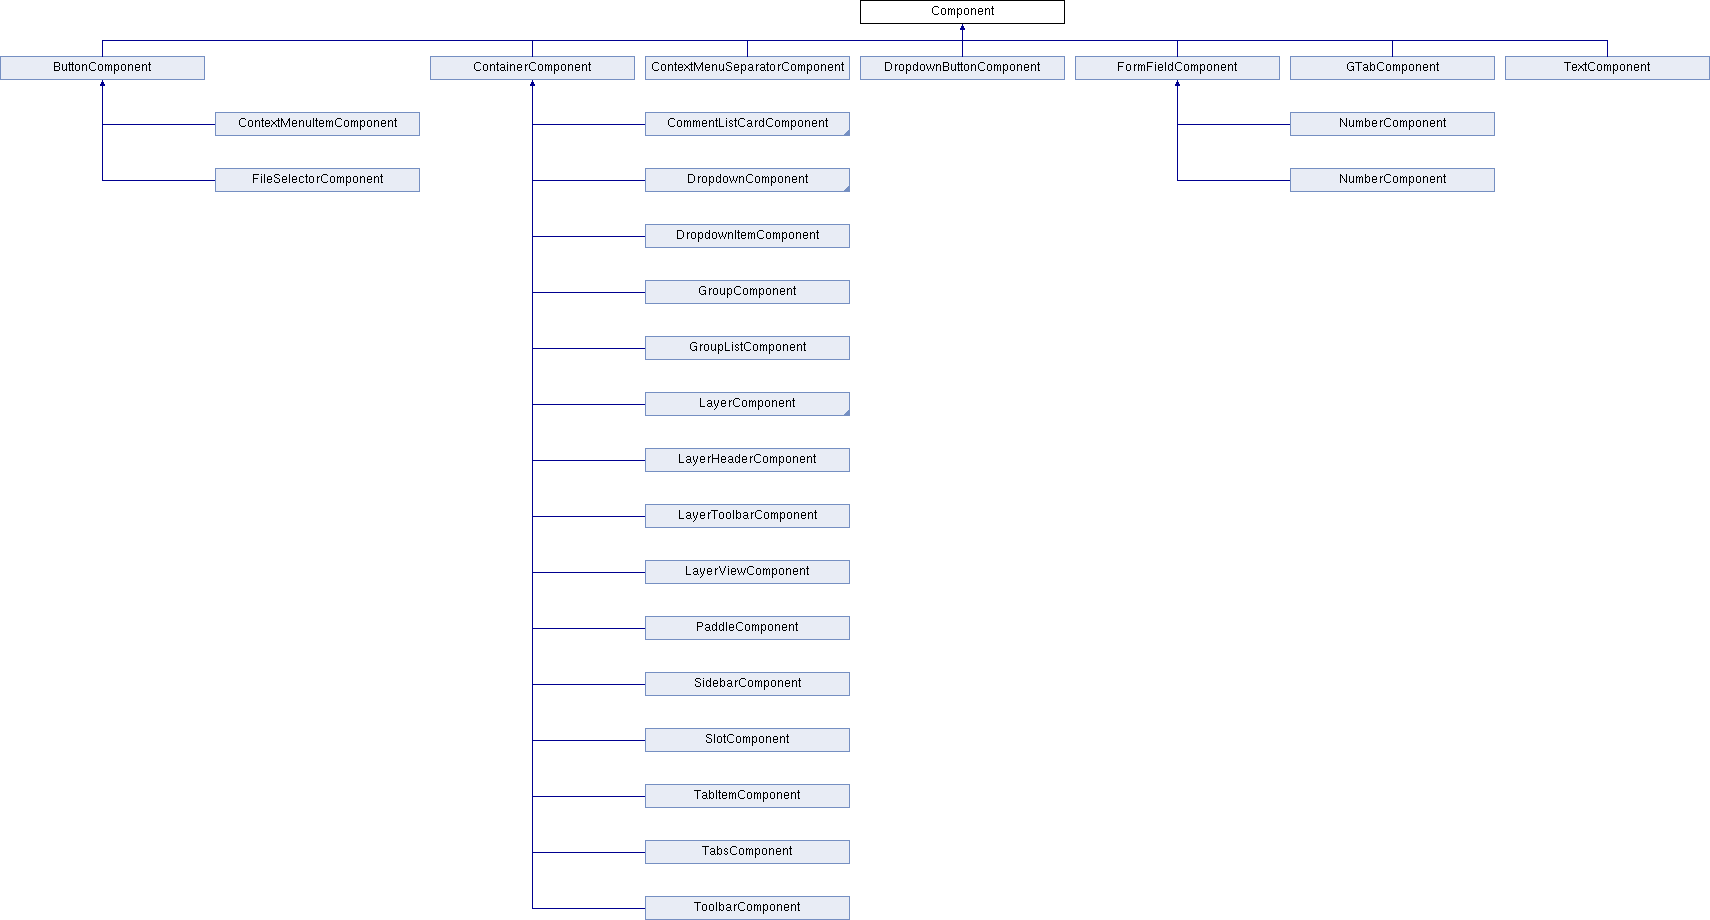 Component
ButtonComponent
ContainerComponent
ContextMenuSeparatorComponent
DropdownButtonComponent
FormFieldComponent
GTabComponent
TextComponent
ContextMenuItemComponent
CommentListCardComponent
NumberComponent
FileSelectorComponent
DropdownComponent
NumberComponent
DropdownItemComponent
GroupComponent
GroupListComponent
LayerComponent
LayerHeaderComponent
LayerToolbarComponent
LayerViewComponent
PaddleComponent
SidebarComponent
SlotComponent
TabItemComponent
TabsComponent
ToolbarComponent